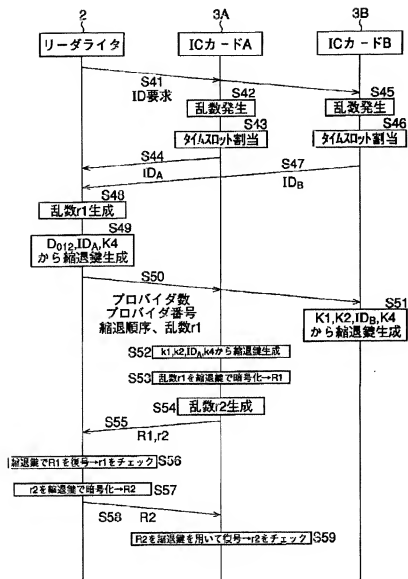 2
3A
3B
リーダライタ
ICカードA
ICカードB
S41
ID要求
S42
乱数発生
S45
乱数発生
S43
タイムスロット割当
S46
タイムスロット割当
S44
IDA
S47
IDB
S48
乱数r1生成
S49
D012,IDA,K4
から縮退鍵生成
S50
プロバイダ数
プロバイダ番号
縮退順序、乱数r1
S51
K1,K2,IDB,K4
から縮退鍵生成
S52
k1,k2,IDA,k4から縮退鍵生成
S53
乱数r1を縮退鍵で暗号化→R1
S54
乱数r2生成
S55
R1,r2
縮退鍵でR1を復号→r1をチェック
S56
r2を縮退鍵で暗号化→R2
S57
S58
R2
R2を縮退鍵を用いて復号→r2をチェック
S59